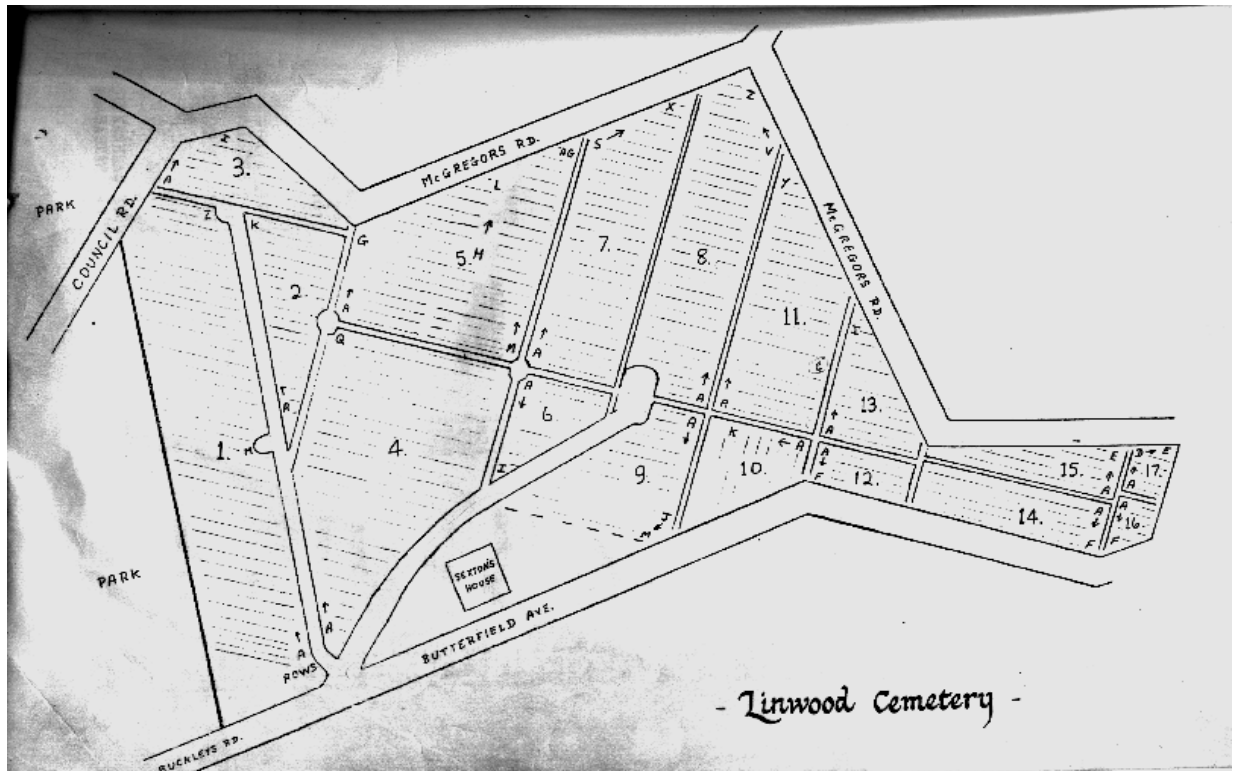 McGREGORS RD.
McGREGORS RD.
COUNCIL RD.
PARK
PARK
3.
I
A
Z
K
G
2.
A
Q
T
A
1.
M
5.
H
L
M
AG
S
X
Z
7.
A
8.
V
Y
A
11.
A
I
13.
A
4.
A
6.
A
I
9.
A
J
M
10.
K
A
12.
A
F
14.
A
F
15.
E
A
D
E
17.
16
A
F
SEXTON'S
HOUSE
A
ROWS
BUTTERFIELD AVE.
BUCKLEYS RD.
- Linwood Cemetery -